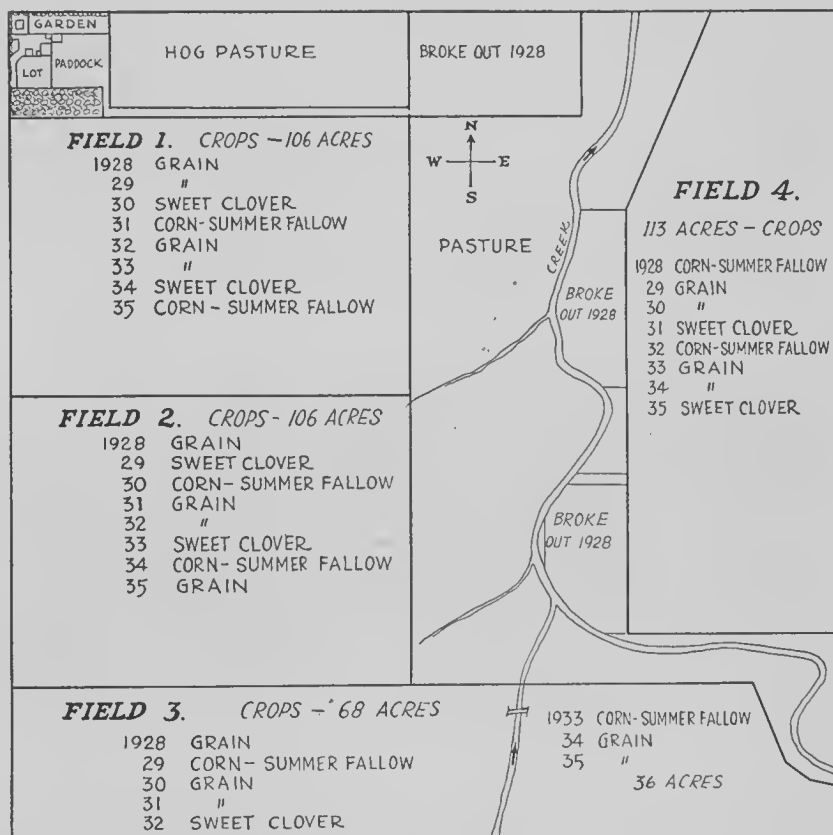 GARDEN
LOT
PADDOCK
HOG PASTURE
BROKE OUT 1928
FIELD 1. CROPS – 106 ACRES
1928 GRAIN
29 "
30 SWEET CLOVER
31 CORN-SUMMER FALLOW
32 GRAIN
33 "
34 SWEET CLOVER
35 CORN – SUMMER FALLOW
N
W E
S
PASTURE
CREEK
BROKE
OUT 1928
FIELD 4.
113 ACRES – CROPS
1928 CORN-SUMMER FALLOW
29 GRAIN
30 "
31 SWEET CLOVER
32 CORN-SUMMER FALLOW
33 GRAIN
34 "
35 SWEET CLOVER
FIELD 2. CROPS - 106 ACRES
1928 GRAIN
29 SWEET CLOVER
30 CORN – SUMMER FALLOW
31 GRAIN
32 "
33 SWEET CLOVER
34 CORN - SUMMER FALLOW
35 GRAIN
BROKE
OUT 1928
FIELD 3. CROPS – 68 ACRES
1928 GRAIN
29 CORN – SUMMER FALLOW
30 GRAIN
31 "
32 SWEET CLOVER
1933 CORN-SUMMER FALLOW
34 GRAIN
35 "
36 ACRES